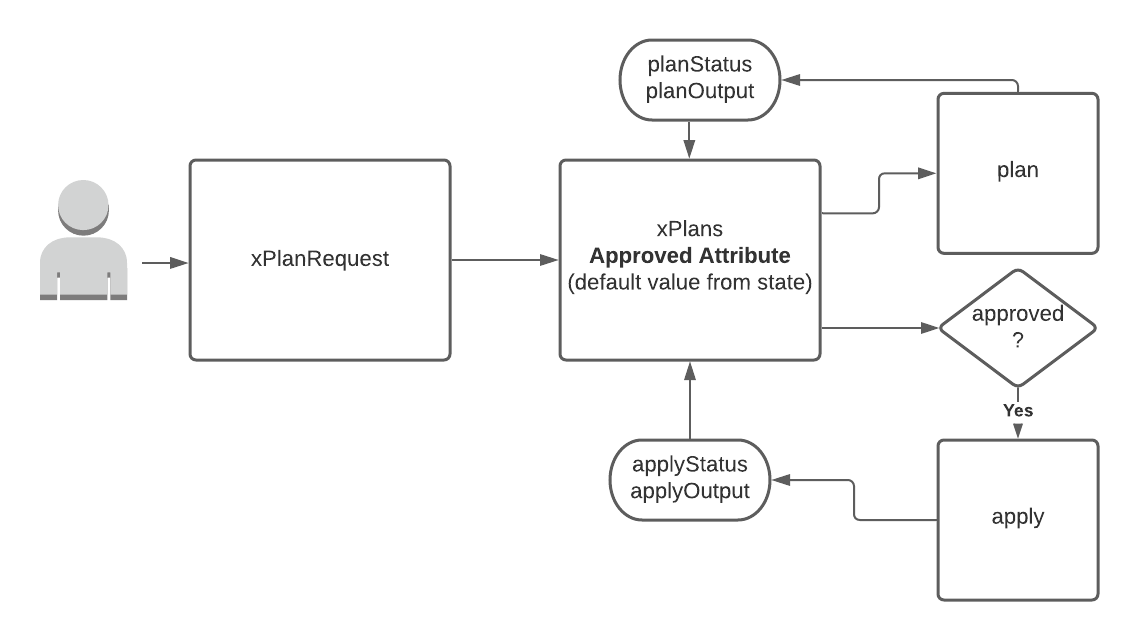 planStatus
planOutput
plan
xPlanRequest
xPlans
Approved Attribute
(default value from state)
approved
?
Yes
applyStatus
applyOutput
apply